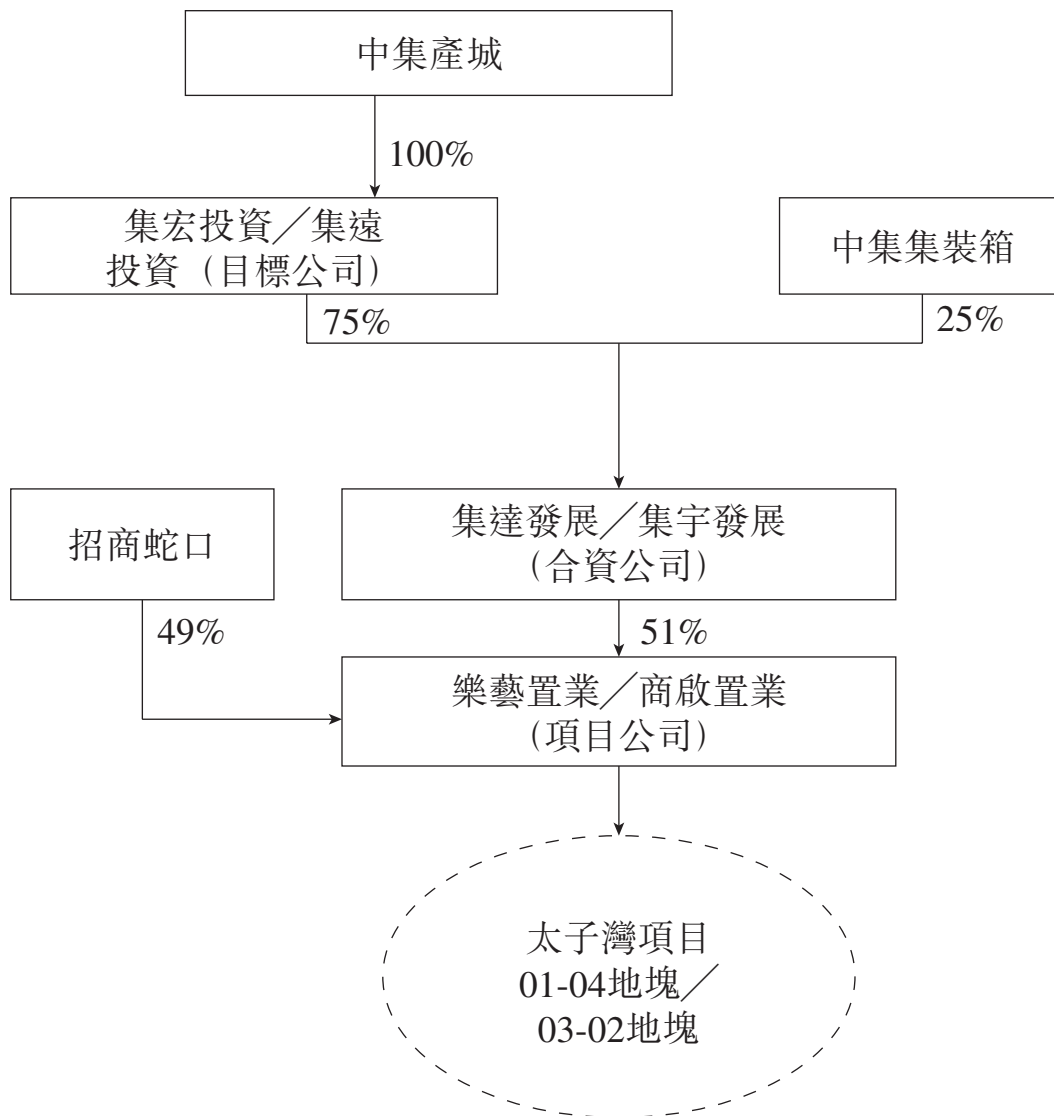 中集產城
100%
集宏投資／集遠
投資（目標公司）
中集集裝箱
75%
25%
招商蛇口
集達發展／集宇發展
（合資公司）
49%
51%
樂藝置業／商啟置業
（項目公司）
太子灣項目
01-04地塊／
03-02地塊